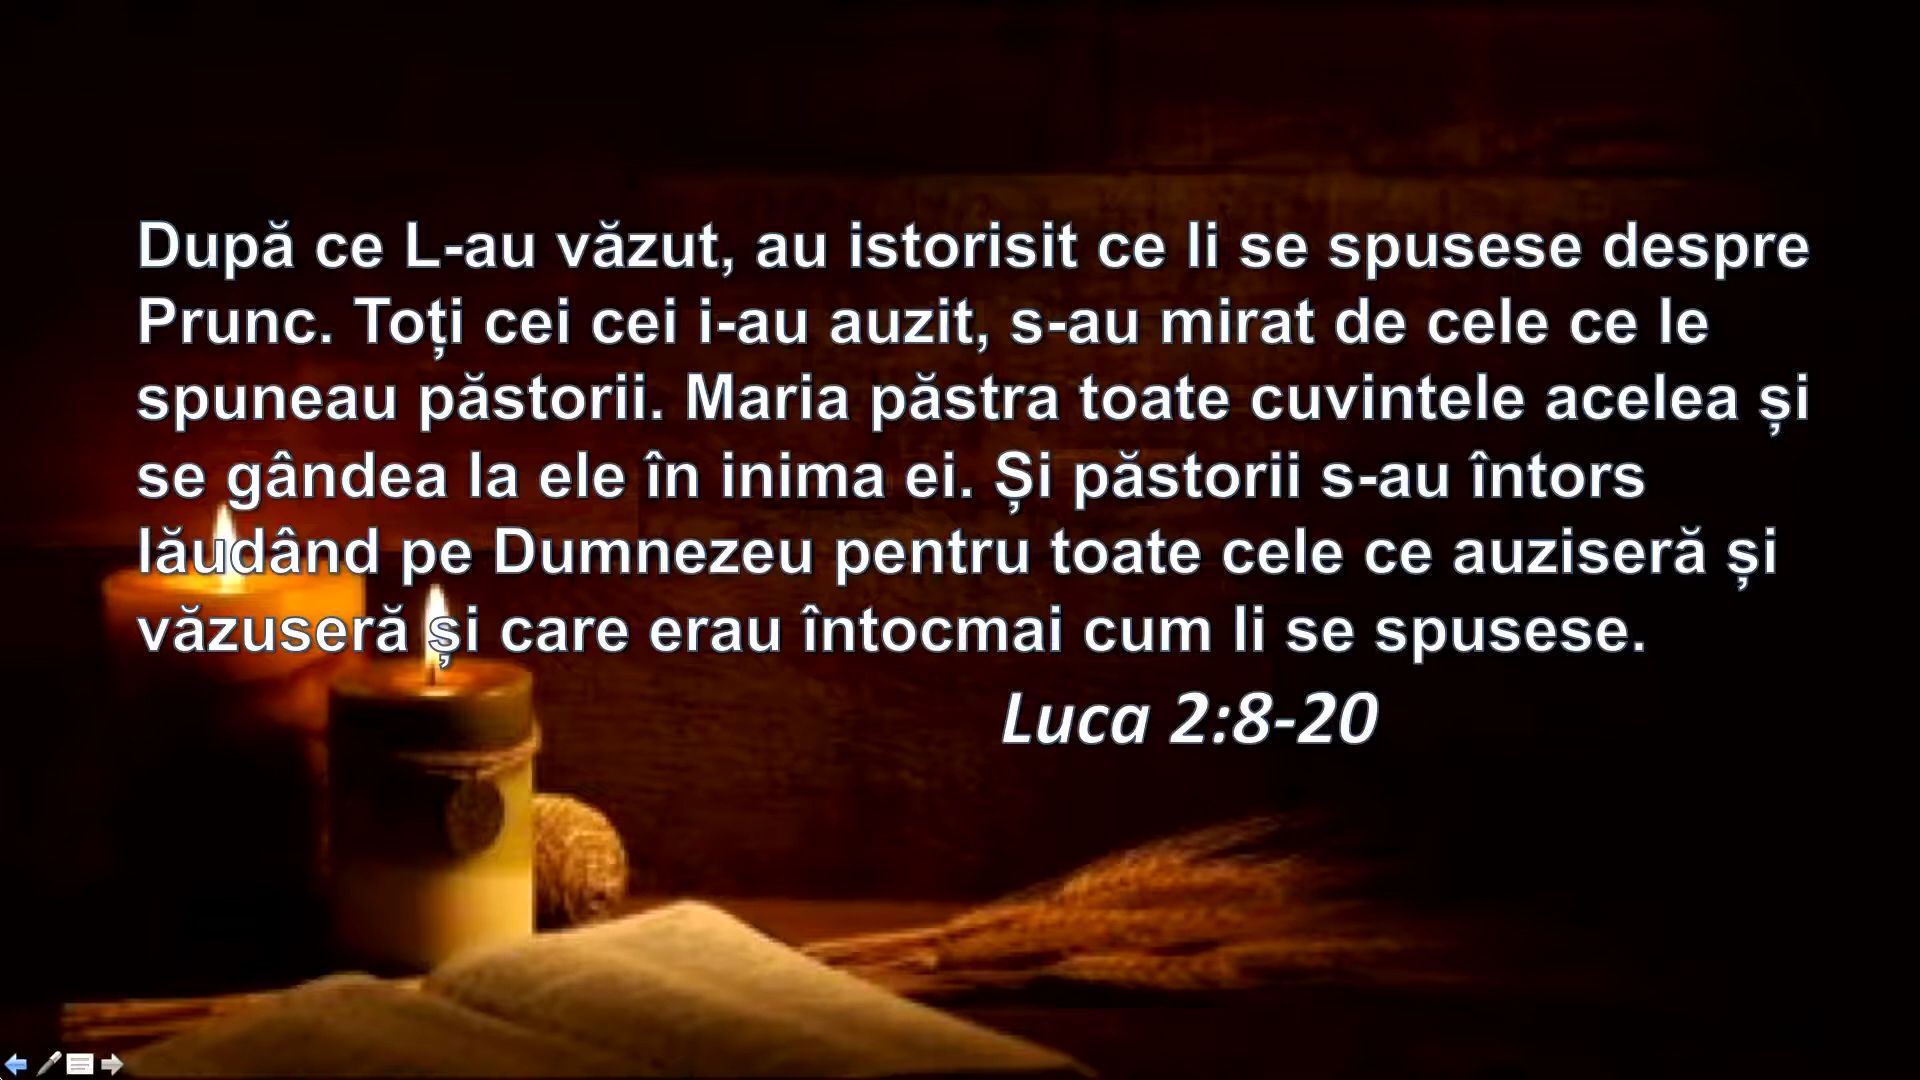 După ce L-au văzut, au istorisit ce li se spusese despre
Prunc. Toți cei cei i-au auzit, s-au mirat de cele ce le
spuneau păstorii. Maria păstra toate cuvintele acelea și
se gândea la ele în inima ei. Și păstorii s-au întors
lăudând pe Dumnezeu pentru toate cele ce auziseră și
văzuseră și care erau întocmai cum li se spusese.
Luca 2:8-20